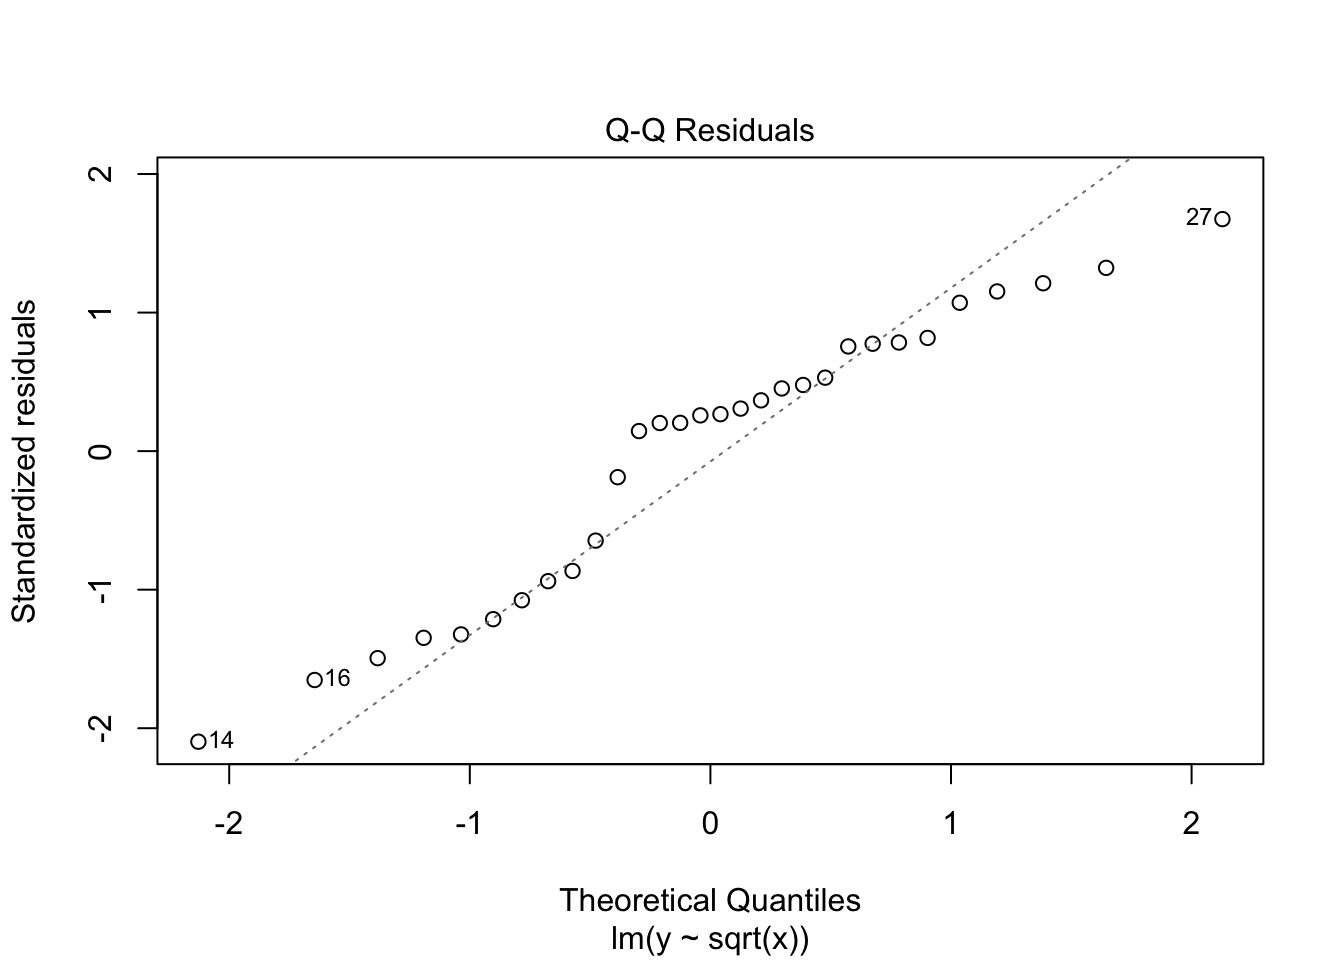 Q-Q Residuals
Standardized residuals
2
1
0
-1
-2
27
16
14
-2 -1 0 1 2
Theoretical Quantiles
lm(y ~ sqrt(x))